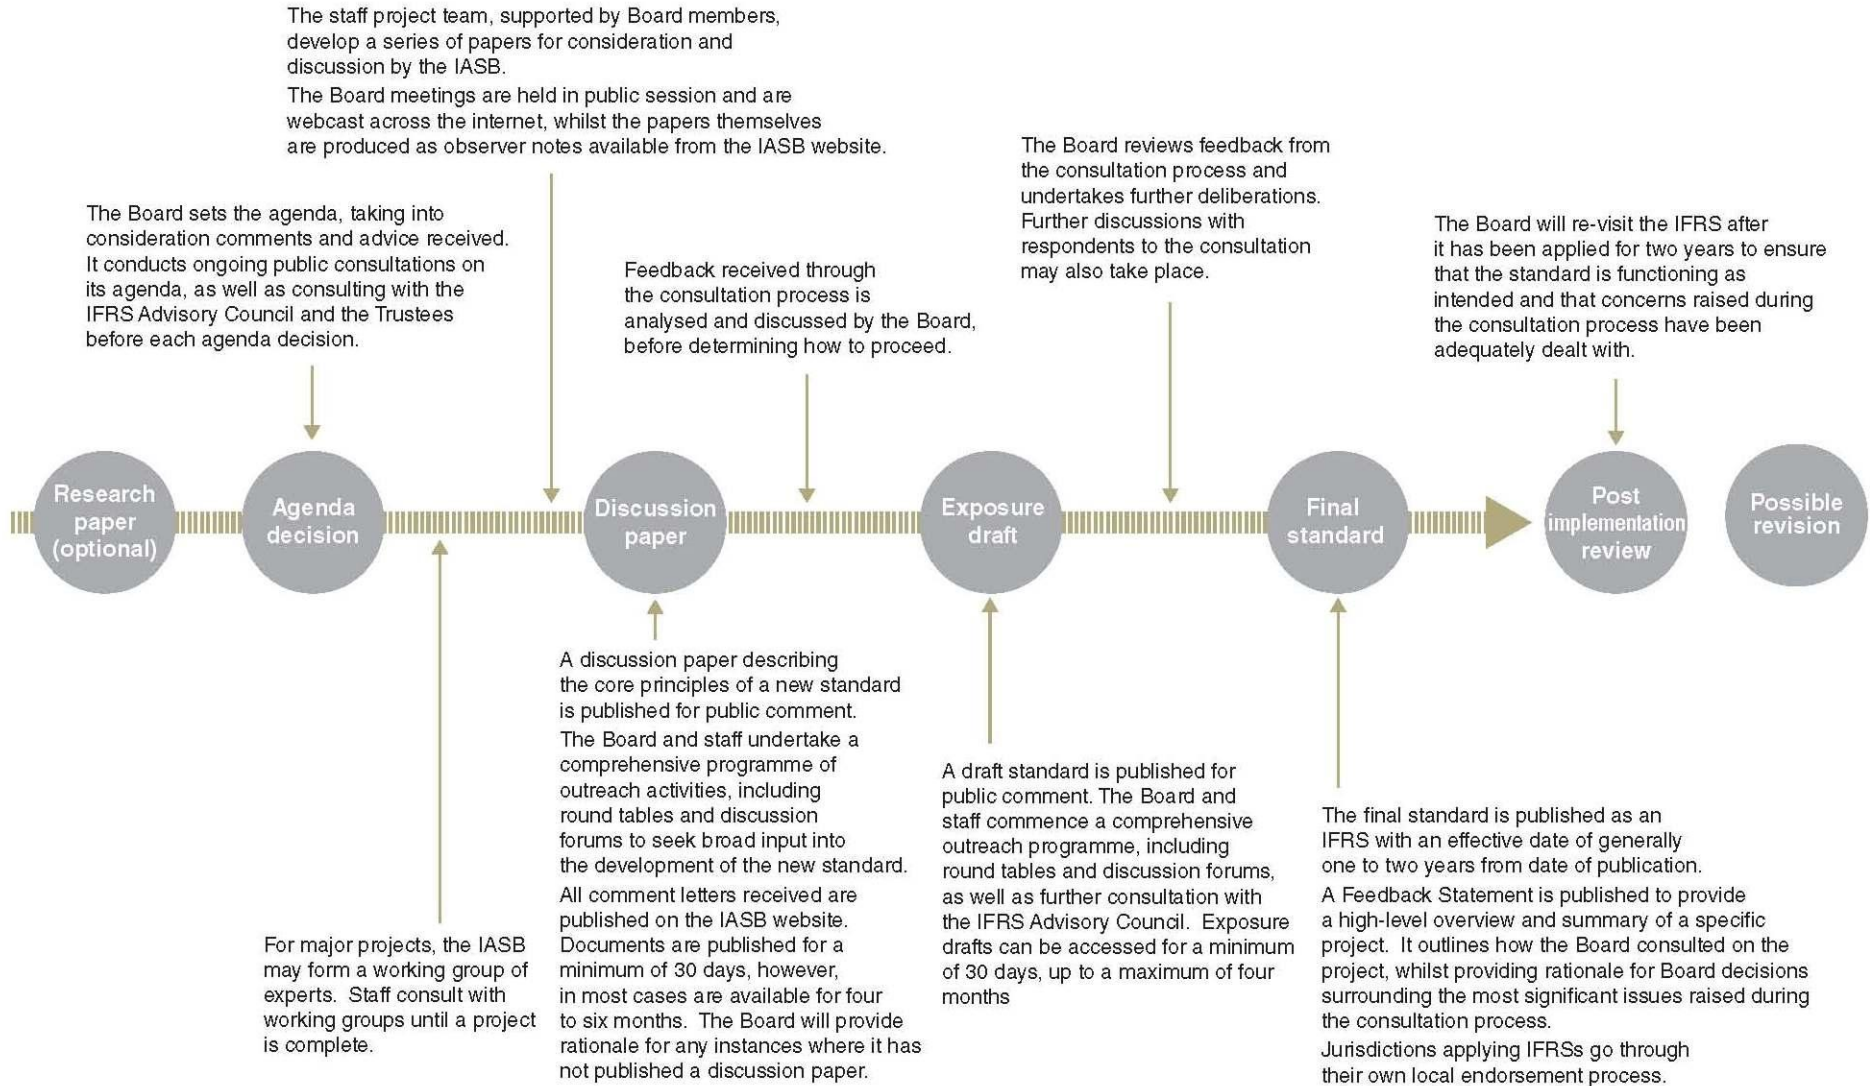 The staff project team, supported by Board members,
develop a series of papers for consideration and
discussion by the IASB.
The Board meetings are held in public session and are
webcast across the internet, whilst the papers themselves
are produced as observer notes available from the IASB website.
The Board sets the agenda, taking into
consideration comments and advice received.
It conducts ongoing public consultations on
its agenda, as well as consulting with the
IFRS Advisory Council and the Trustees
before each agenda decision.
Feedback received through
the consultation process is
analysed and discussed by the Board,
before determining how to proceed.
The Board reviews feedback from
the consultation process and
undertakes further deliberations.
Further discussions with
respondents to the consultation
may also take place.
The Board will re-visit the IFRS after
it has been applied for two years to ensure
that the standard is functioning as
intended and that concerns raised during
the consultation process have been
adequately dealt with.
Research
paper
(optional)
Agenda
decision
Discussion
paper
Exposure
draft
Final
standard
Post
implementation
review
Possible
revision
For major projects, the IASB
may form a working group of
experts. Staff consult with
working groups until a project
is complete.
A discussion paper describing
the core principles of a new standard
is published for public comment.
The Board and staff undertake a
comprehensive programme of
outreach activities, including
round tables and discussion
forums to seek broad input into
the development of the new standard.
All comment letters received are
published on the IASB website.
Documents are published for a
minimum of 30 days, however,
in most cases are available for four
to six months. The Board will provide
rationale for any instances where it has
not published a discussion paper.
A draft standard is published for
public comment. The Board and
staff commence a comprehensive
outreach programme, including
round tables and discussion forums,
as well as further consultation with
the IFRS Advisory Council. Exposure
drafts can be accessed for a minimum
of 30 days, up to a maximum of four
months
The final standard is published as an
IFRS with an effective date of generally
one to two years from date of publication.
A Feedback Statement is published to provide
a high-level overview and summary of a specific
project. It outlines how the Board consulted on the
project, whilst providing rationale for Board decisions
surrounding the most significant issues raised during
the consultation process.
Jurisdictions applying IFRSs go through
their own local endorsement process.